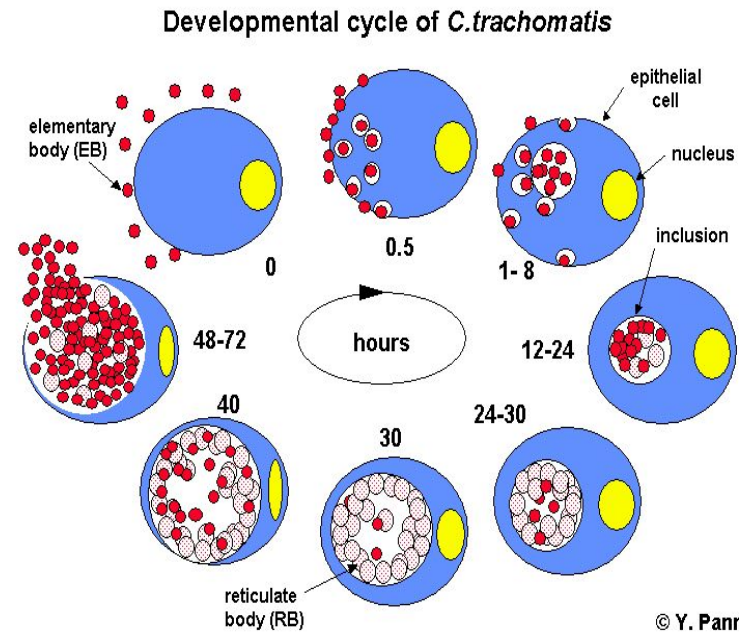 Developmental cycle of C.trachomatis
elementary
body (EB)
epithelial
cell
nucleus
0
0.5
1- 8
inclusion
48-72
hours
12-24
40
30
24-30
reticulate
body (RB)
© Y. Panr